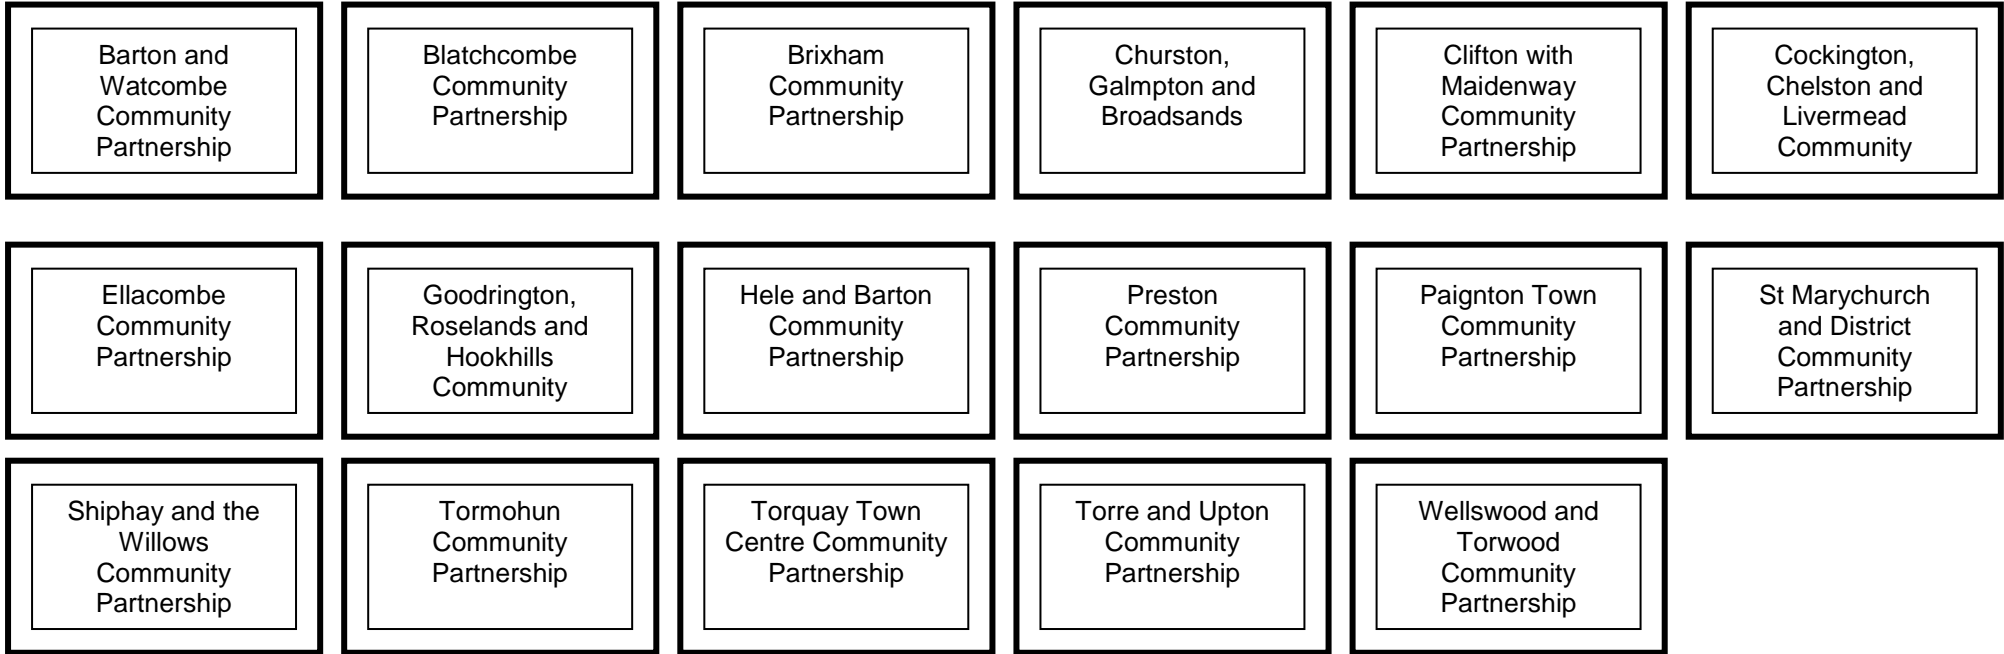 Barton and
Watcombe
Community
Partnership
Blatchcombe
Community
Partnership
Brixham
Community
Partnership
Churston,
Galmpton and
Broadsands
Clifton with
Maidenway
Community
Partnership
Cockington,
Chelston and
Livermead
Community
Ellacombe
Community
Partnership
Goodrington,
Roselands and
Hookhills
Community
Hele and Barton
Community
Partnership
Preston
Community
Partnership
Paignton Town
Community
Partnership
St Marychurch
and District
Community
Partnership
Shiphay and the
Willows
Community
Partnership
Tormohun
Community
Partnership
Torquay Town
Centre Community
Partnership
Torre and Upton
Community
Partnership
Wellswood and
Torwood
Community
Partnership